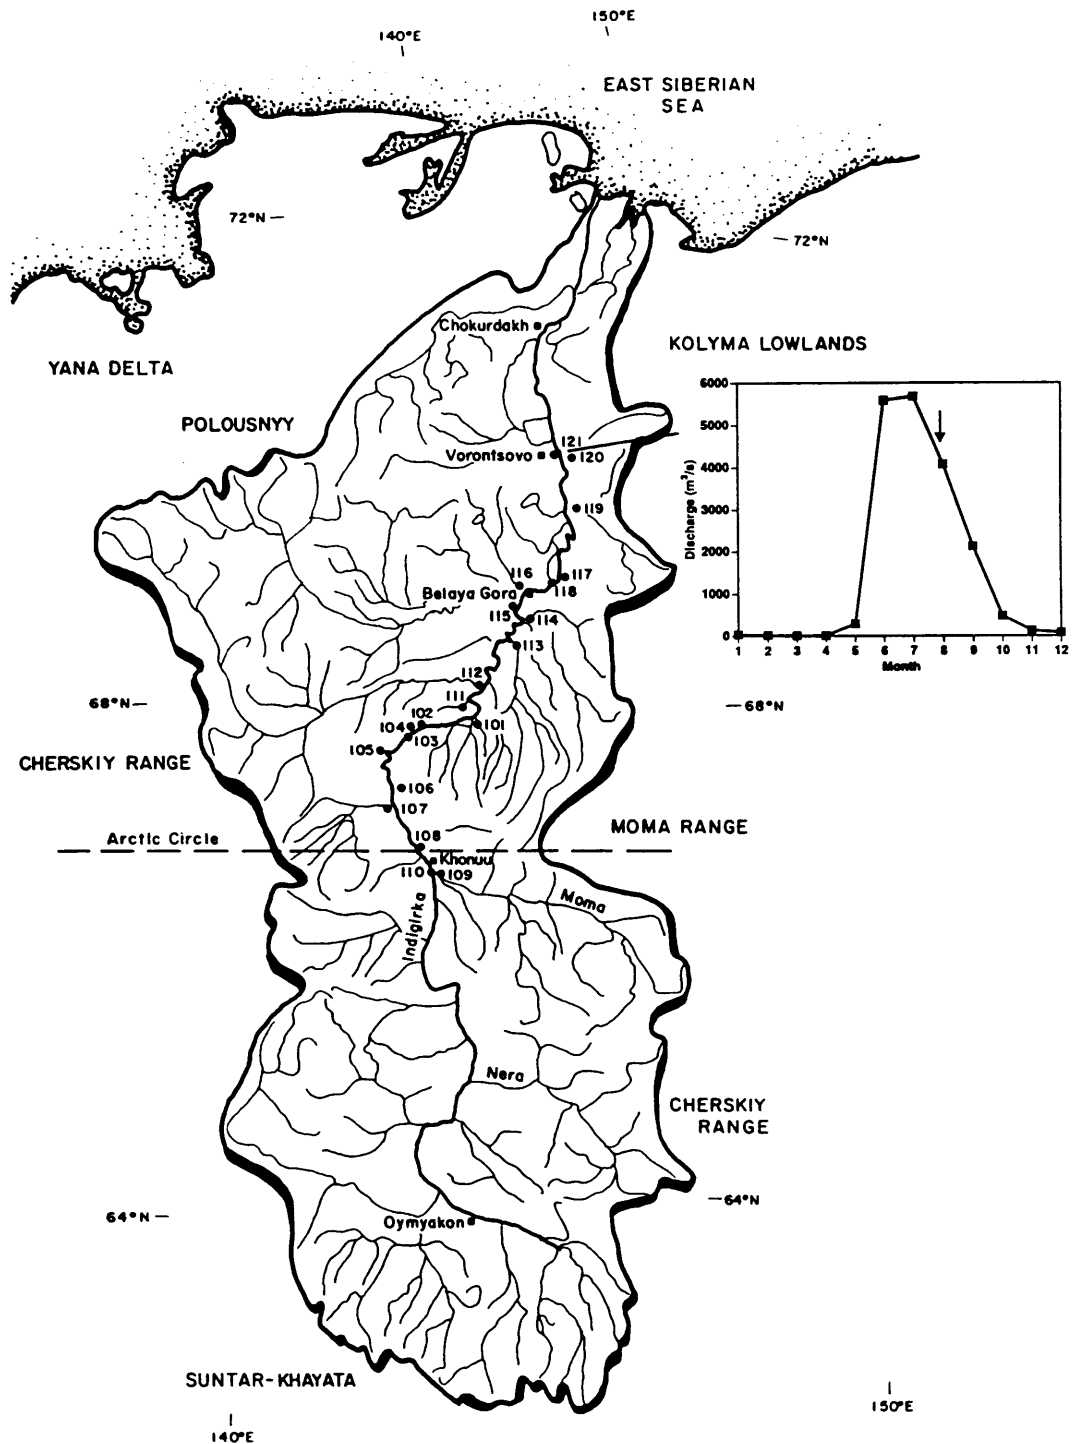 150°E
140°E
EAST SIBERIAN
SEA
72°N
72°N
Chokurdakh
KOLYMA LOWLANDS
YANA DELTA
POLOUSNYY
6000
5000
4000
3000
2000
1000
0
Discharge (m³/s)
1 2 3 4 5 6 7 8 9 10 11 12
Month
121
Vorontsovo
120
119
116
117
Belaya Gora
118
115
114
113
112
68°N
68°N
111
102
104
101
103
105
CHERSKIY RANGE
106
107
MOMA RANGE
Arctic Circle
108
Khonuu
110
109
Moma
Indigirka
Nera
CHERSKIY
RANGE
64°N
64°N
Oymyakon
SUNTAR-KHAYATA
150°E
140°E